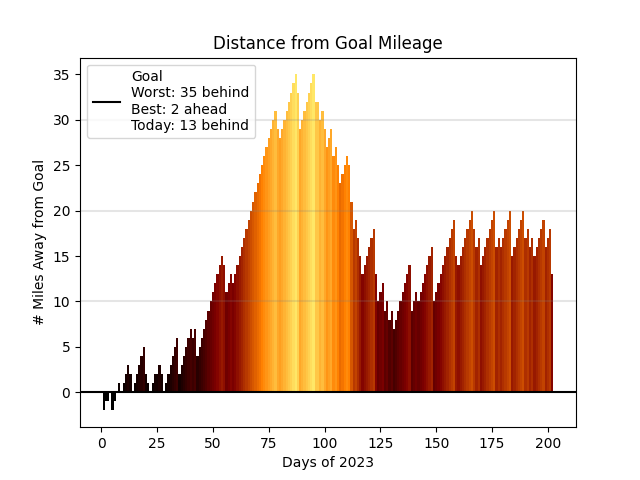 Distance from Goal Mileage
Goal
Worst: 35 behind
Best: 2 ahead
Today: 13 behind
# Miles Away from Goal
35
30
25
20
15
10
5
0
0
25
50
75
100
125
150
175
200
Days of 2023